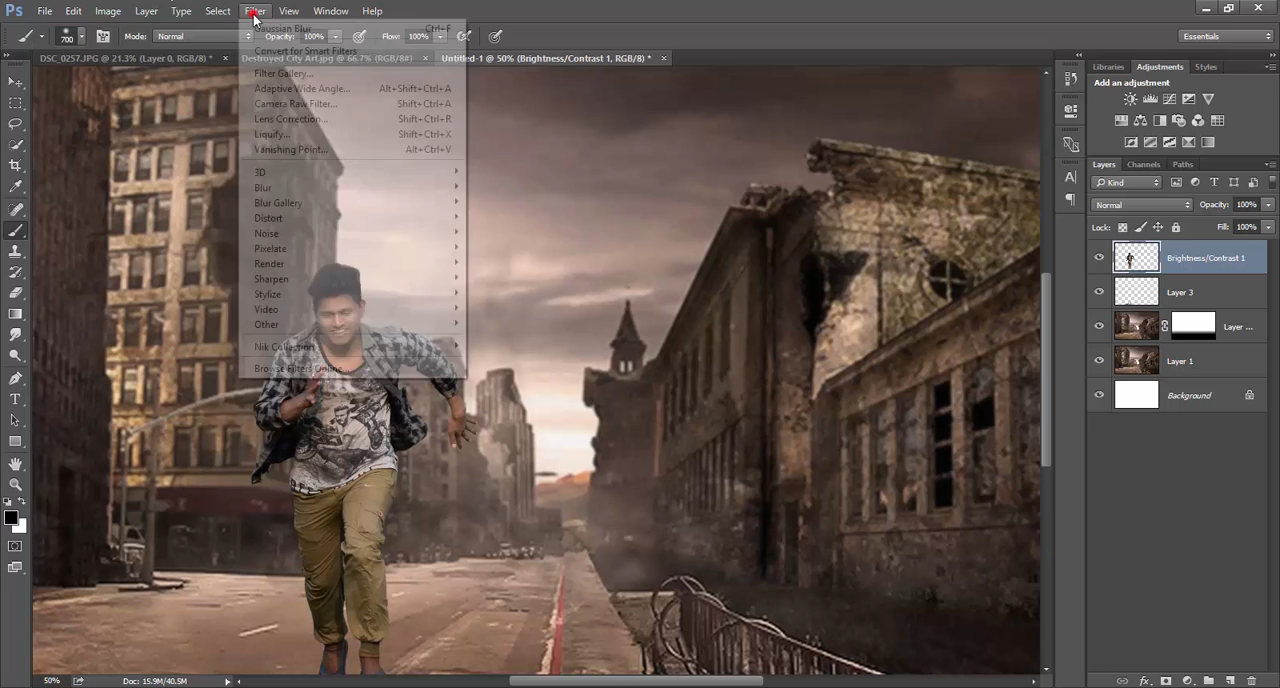 Ps File Edit Image Layer Type Select Filter View Window Help
700 Mode: Normal Opacity: 100% Flow: 100% Essentials
DSC_0257.JPG @ 21.3% (Layer 0, RGB/8) * × Destroyed City Art.jpg @ 66.7% (RGB/8#) × Untitled-1 @ 50% (Brightness/Contrast 1, RGB/8) * ×
Gaussian Blur Ctrl+F
Convert for Smart Filters
Filter Gallery...
Adaptive Wide Angle... Alt+Shift+Ctrl+A
Camera Raw Filter... Shift+Ctrl+A
Lens Correction... Shift+Ctrl+R
Liquify... Shift+Ctrl+X
Vanishing Point... Alt+Ctrl+V
3D
Blur
Blur Gallery
Distort
Noise
Pixelate
Render
Sharpen
Stylize
Video
Other
Nik Collection
Browse Filters Online...
Libraries Adjustments Styles
Add an adjustment
Layers Channels Paths
Kind
Normal Opacity: 100%
Lock: Fill: 100%
Brightness/Contrast 1
Layer 3
Layer ...
Layer 1
Background
50% Doc: 15.9M/40.5M